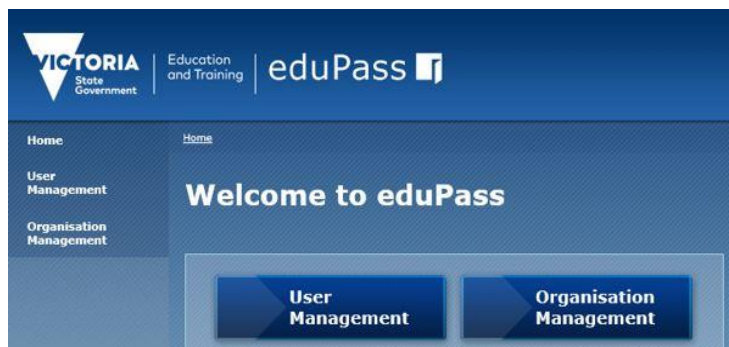 VICTORIA
State
Government
Education
and Training
eduPass
Home
User
Management
Organisation
Management
Home
Welcome to eduPass
User
Management
Organisation
Management